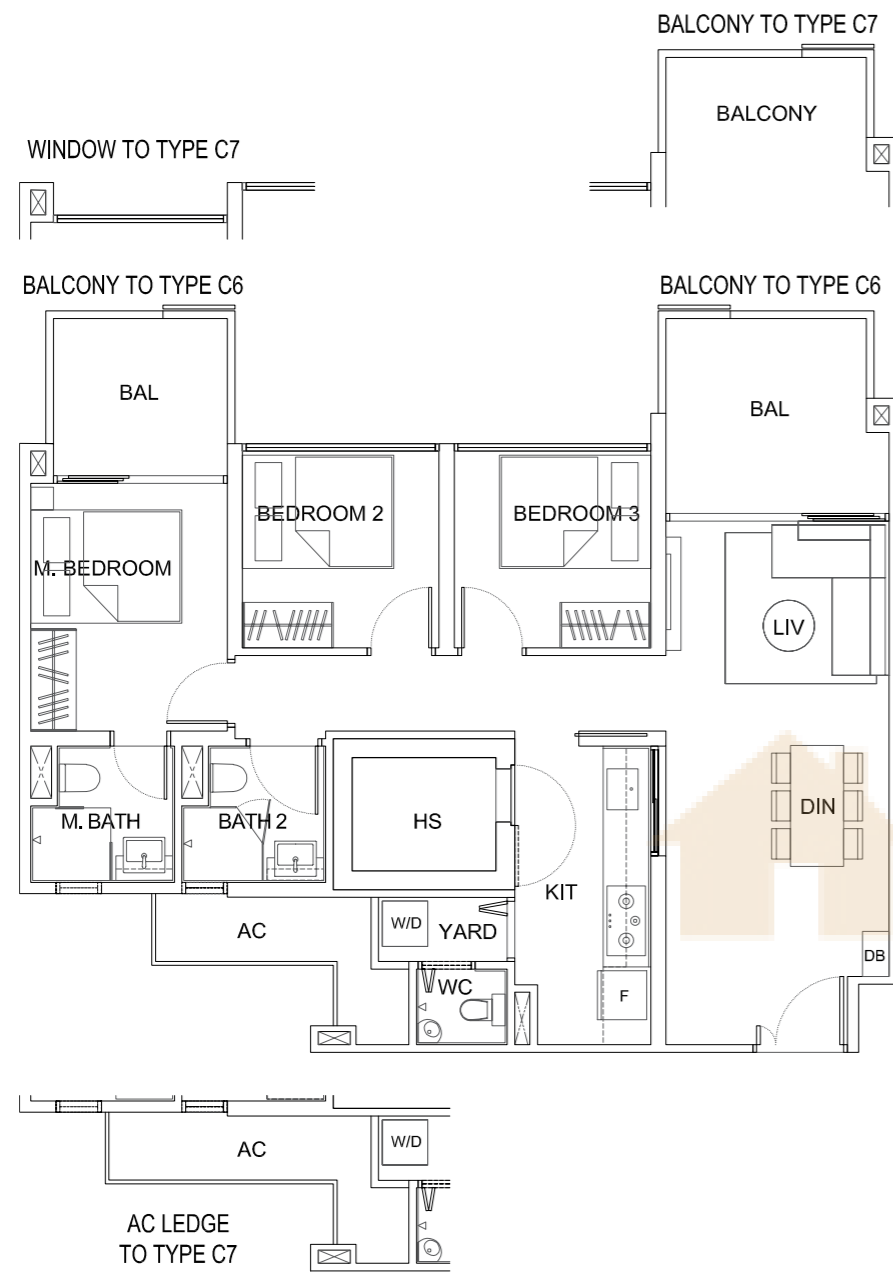 BALCONY TO TYPE C7
BALCONY
WINDOW TO TYPE C7
BALCONY TO TYPE C6
BALCONY TO TYPE C6
BAL
BAL
BEDROOM 2
BEDROOM 3
M. BEDROOM
LIV
DIN
M. BATH
BATH 2
HS
KIT
AC
W/D
YARD
DB
WC
F
AC
W/D
AC LEDGE
TO TYPE C7